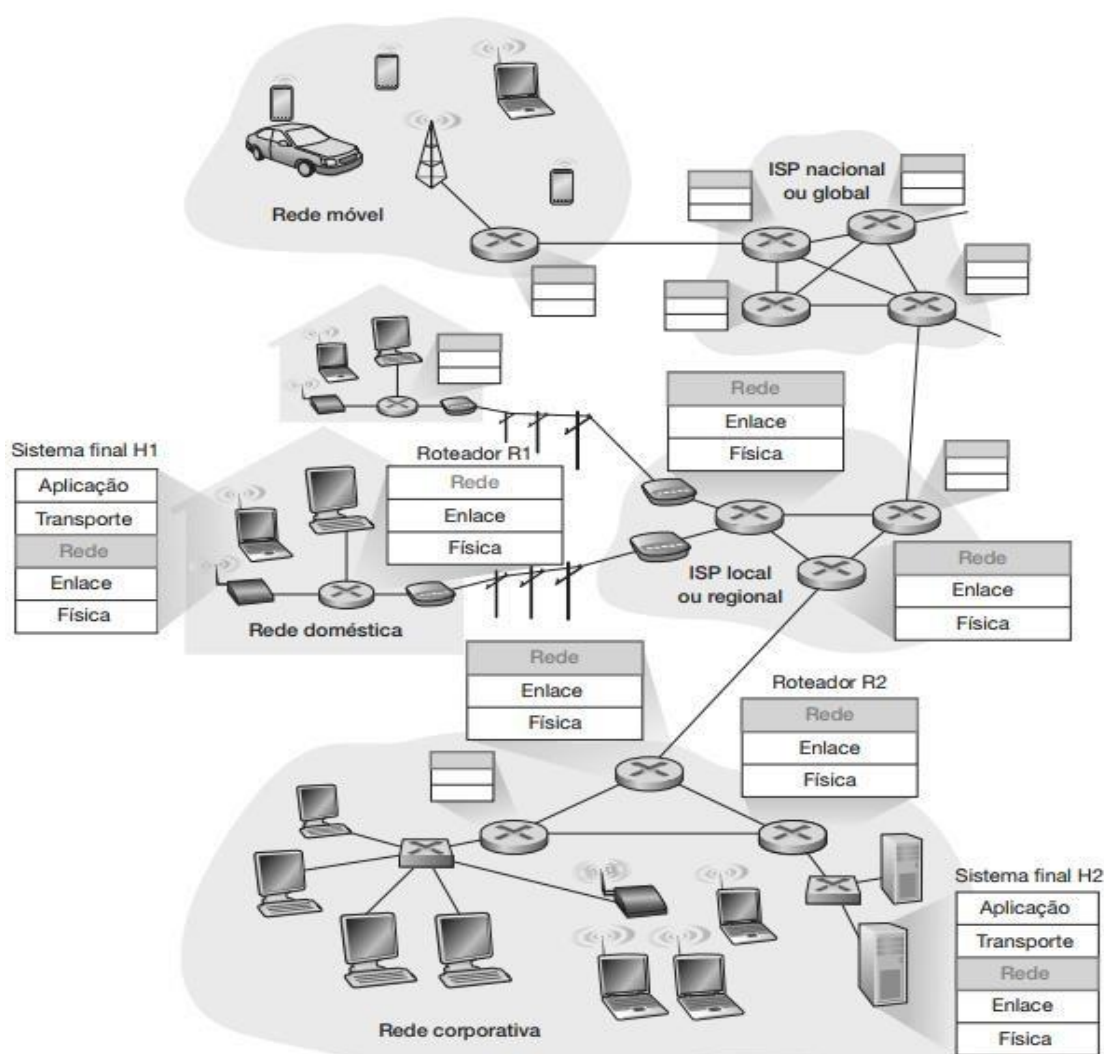 ISP nacional
ou global
Rede móvel
Rede
Enlace
Física
Sistema final H1
Aplicação
Transporte
Rede
Enlace
Física
Roteador R1
Rede
Enlace
Física
Rede doméstica
ISP local
ou regional
Rede
Enlace
Física
Rede
Enlace
Física
Roteador R2
Rede
Enlace
Física
Sistema final H2
Aplicação
Transporte
Rede
Enlace
Física
Rede corporativa